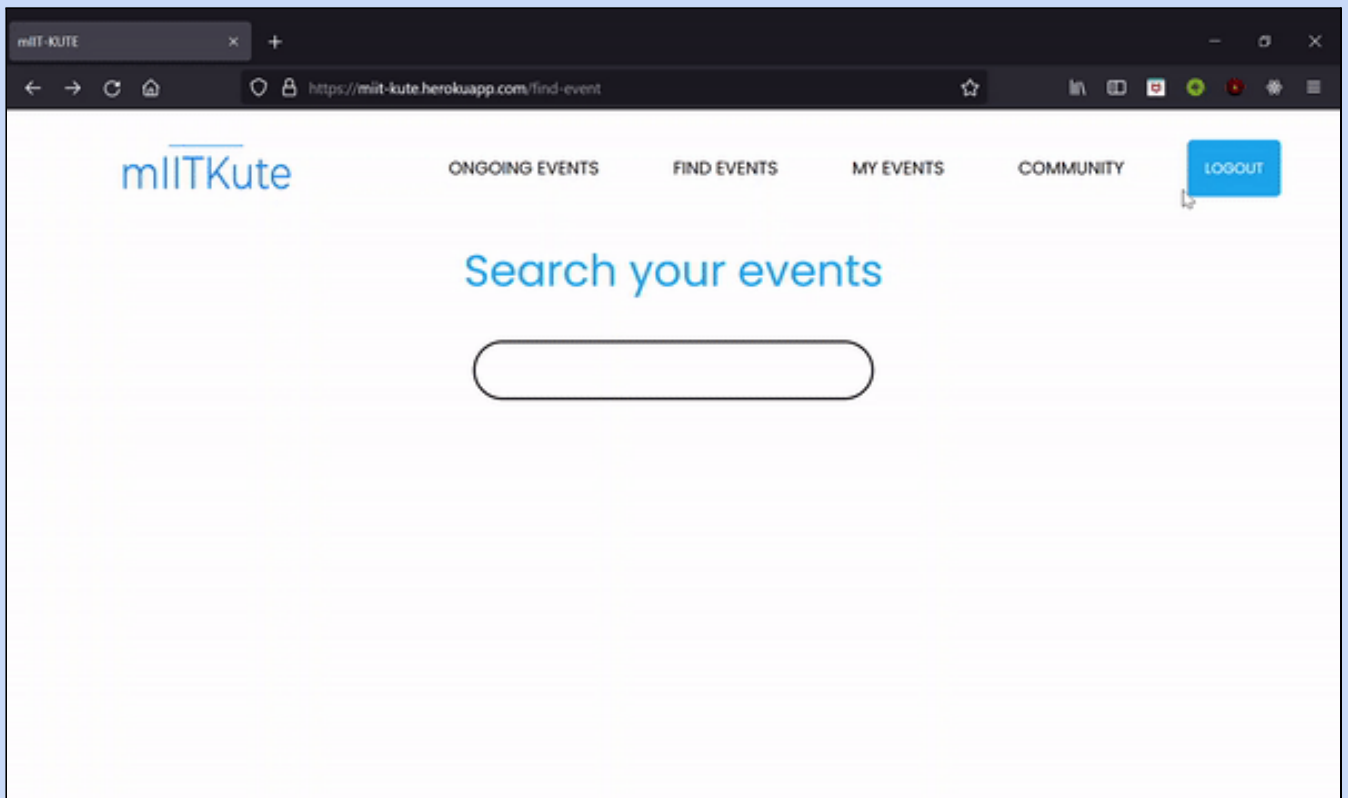 mIIT-KUTE
https://miit-kute.herokuapp.com/find-event
mIITKute ONGOING EVENTS FIND EVENTS MY EVENTS COMMUNITY LOGOUT
Search your events